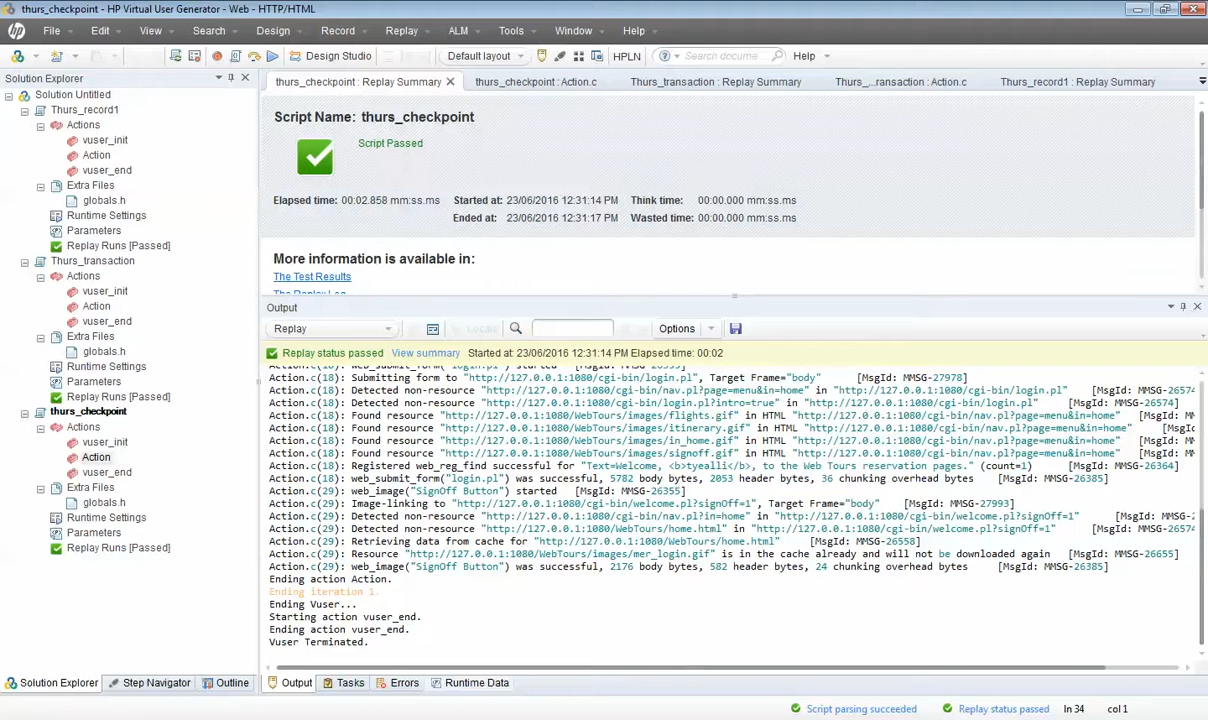 thurs_checkpoint - HP Virtual User Generator - Web - HTTP/HTML
File Edit View Search Design Record Replay ALM Tools Window Help
Design Studio Default layout HPLN Search docume Help
Solution Explorer
Solution Untitled
Thurs_record1
Actions
vuser_init
Action
vuser_end
Extra Files
globals.h
Runtime Settings
Parameters
Replay Runs [Passed]
Thurs_transaction
Actions
vuser_init
Action
vuser_end
Extra Files
globals.h
Runtime Settings
Parameters
Replay Runs [Passed]
thurs_checkpoint
Actions
vuser_init
Action
vuser_end
Extra Files
globals.h
Runtime Settings
Parameters
Replay Runs [Passed]
Solution Explorer Step Navigator Outline
thurs_checkpoint : Replay Summary thurs_checkpoint : Action.c Thurs_transaction : Replay Summary Thurs_...ransaction : Action.c Thurs_record1 : Replay Summary
Script Name: thurs_checkpoint
Script Passed
Elapsed time: 00:02.858 mm:ss.ms Started at: 23/06/2016 12:31:14 PM Think time: 00:00.000 mm:ss.ms
Ended at: 23/06/2016 12:31:17 PM Wasted time: 00:00.000 mm:ss.ms
More information is available in:
The Test Results
The Replay Log
Output
Replay Locate Options
Replay status passed View summary Started at: 23/06/2016 12:31:14 PM Elapsed time: 00:02
Action.c(18): web_submit_form("login.pl") started [MsgId: MMSG-26355]
Action.c(18): Submitting form to "http://127.0.0.1:1080/cgi-bin/login.pl", Target Frame="body" [MsgId: MMSG-27978]
Action.c(18): Detected non-resource "http://127.0.0.1:1080/cgi-bin/nav.pl?page=menu&in=home" in "http://127.0.0.1:1080/cgi-bin/login.pl" [MsgId: MMSG-26574
Action.c(18): Detected non-resource "http://127.0.0.1:1080/cgi-bin/login.pl?intro=true" in "http://127.0.0.1:1080/cgi-bin/login.pl" [MsgId: MMSG-26574]
Action.c(18): Found resource "http://127.0.0.1:1080/WebTours/images/flights.gif" in HTML "http://127.0.0.1:1080/cgi-bin/nav.pl?page=menu&in=home" [MsgId: M
Action.c(18): Found resource "http://127.0.0.1:1080/WebTours/images/itinerary.gif" in HTML "http://127.0.0.1:1080/cgi-bin/nav.pl?page=menu&in=home" [MsgId:
Action.c(18): Found resource "http://127.0.0.1:1080/WebTours/images/in_home.gif" in HTML "http://127.0.0.1:1080/cgi-bin/nav.pl?page=menu&in=home" [MsgId: M
Action.c(18): Found resource "http://127.0.0.1:1080/WebTours/images/signoff.gif" in HTML "http://127.0.0.1:1080/cgi-bin/nav.pl?page=menu&in=home" [MsgId: M
Action.c(18): Registered web_reg_find successful for "Text=Welcome, <b>tyealli</b>, to the Web Tours reservation pages." (count=1) [MsgId: MMSG-26364]
Action.c(18): web_submit_form("login.pl") was successful, 5782 body bytes, 2053 header bytes, 36 chunking overhead bytes [MsgId: MMSG-26385]
Action.c(29): web_image("SignOff Button") started [MsgId: MMSG-26355]
Action.c(29): Image-linking to "http://127.0.0.1:1080/cgi-bin/welcome.pl?signOff=1", Target Frame="body" [MsgId: MMSG-27993]
Action.c(29): Detected non-resource "http://127.0.0.1:1080/cgi-bin/nav.pl?in=home" in "http://127.0.0.1:1080/cgi-bin/welcome.pl?signOff=1" [MsgId: MMSG-265
Action.c(29): Detected non-resource "http://127.0.0.1:1080/WebTours/home.html" in "http://127.0.0.1:1080/cgi-bin/welcome.pl?signOff=1" [MsgId: MMSG-26574
Action.c(29): Retrieving data from cache for "http://127.0.0.1:1080/WebTours/home.html" [MsgId: MMSG-26558]
Action.c(29): Resource "http://127.0.0.1:1080/WebTours/images/mer_login.gif" is in the cache already and will not be downloaded again [MsgId: MMSG-26655]
Action.c(29): web_image("SignOff Button") was successful, 2176 body bytes, 582 header bytes, 24 chunking overhead bytes [MsgId: MMSG-26385]
Ending action Action.
Ending iteration 1.
Ending Vuser...
Starting action vuser_end.
Ending action vuser_end.
Vuser Terminated.
Output Tasks Errors Runtime Data
Script parsing succeeded Replay status passed ln 34 col 1